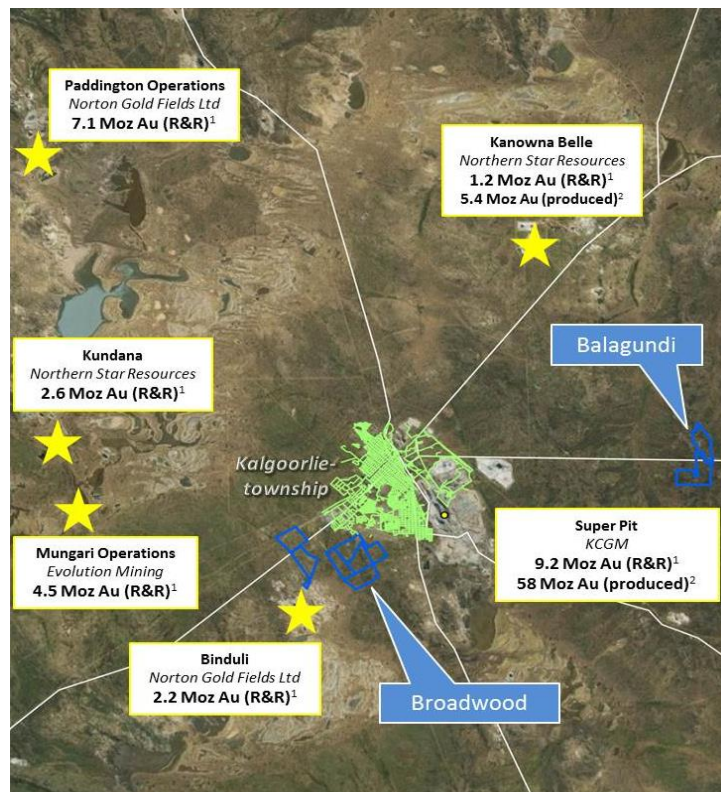 Paddington Operations
Norton Gold Fields Ltd
7.1 Moz Au (R&R)¹
Kanowna Belle
Northern Star Resources
1.2 Moz Au (R&R)¹
5.4 Moz Au (produced)²
Balagundi
Kundana
Northern Star Resources
2.6 Moz Au (R&R)¹
Kalgoorlie-
township
Super Pit
KCGM
9.2 Moz Au (R&R)¹
58 Moz Au (produced)²
Mungari Operations
Evolution Mining
4.5 Moz Au (R&R)¹
Binduli
Norton Gold Fields Ltd
2.2 Moz Au (R&R)¹
Broadwood